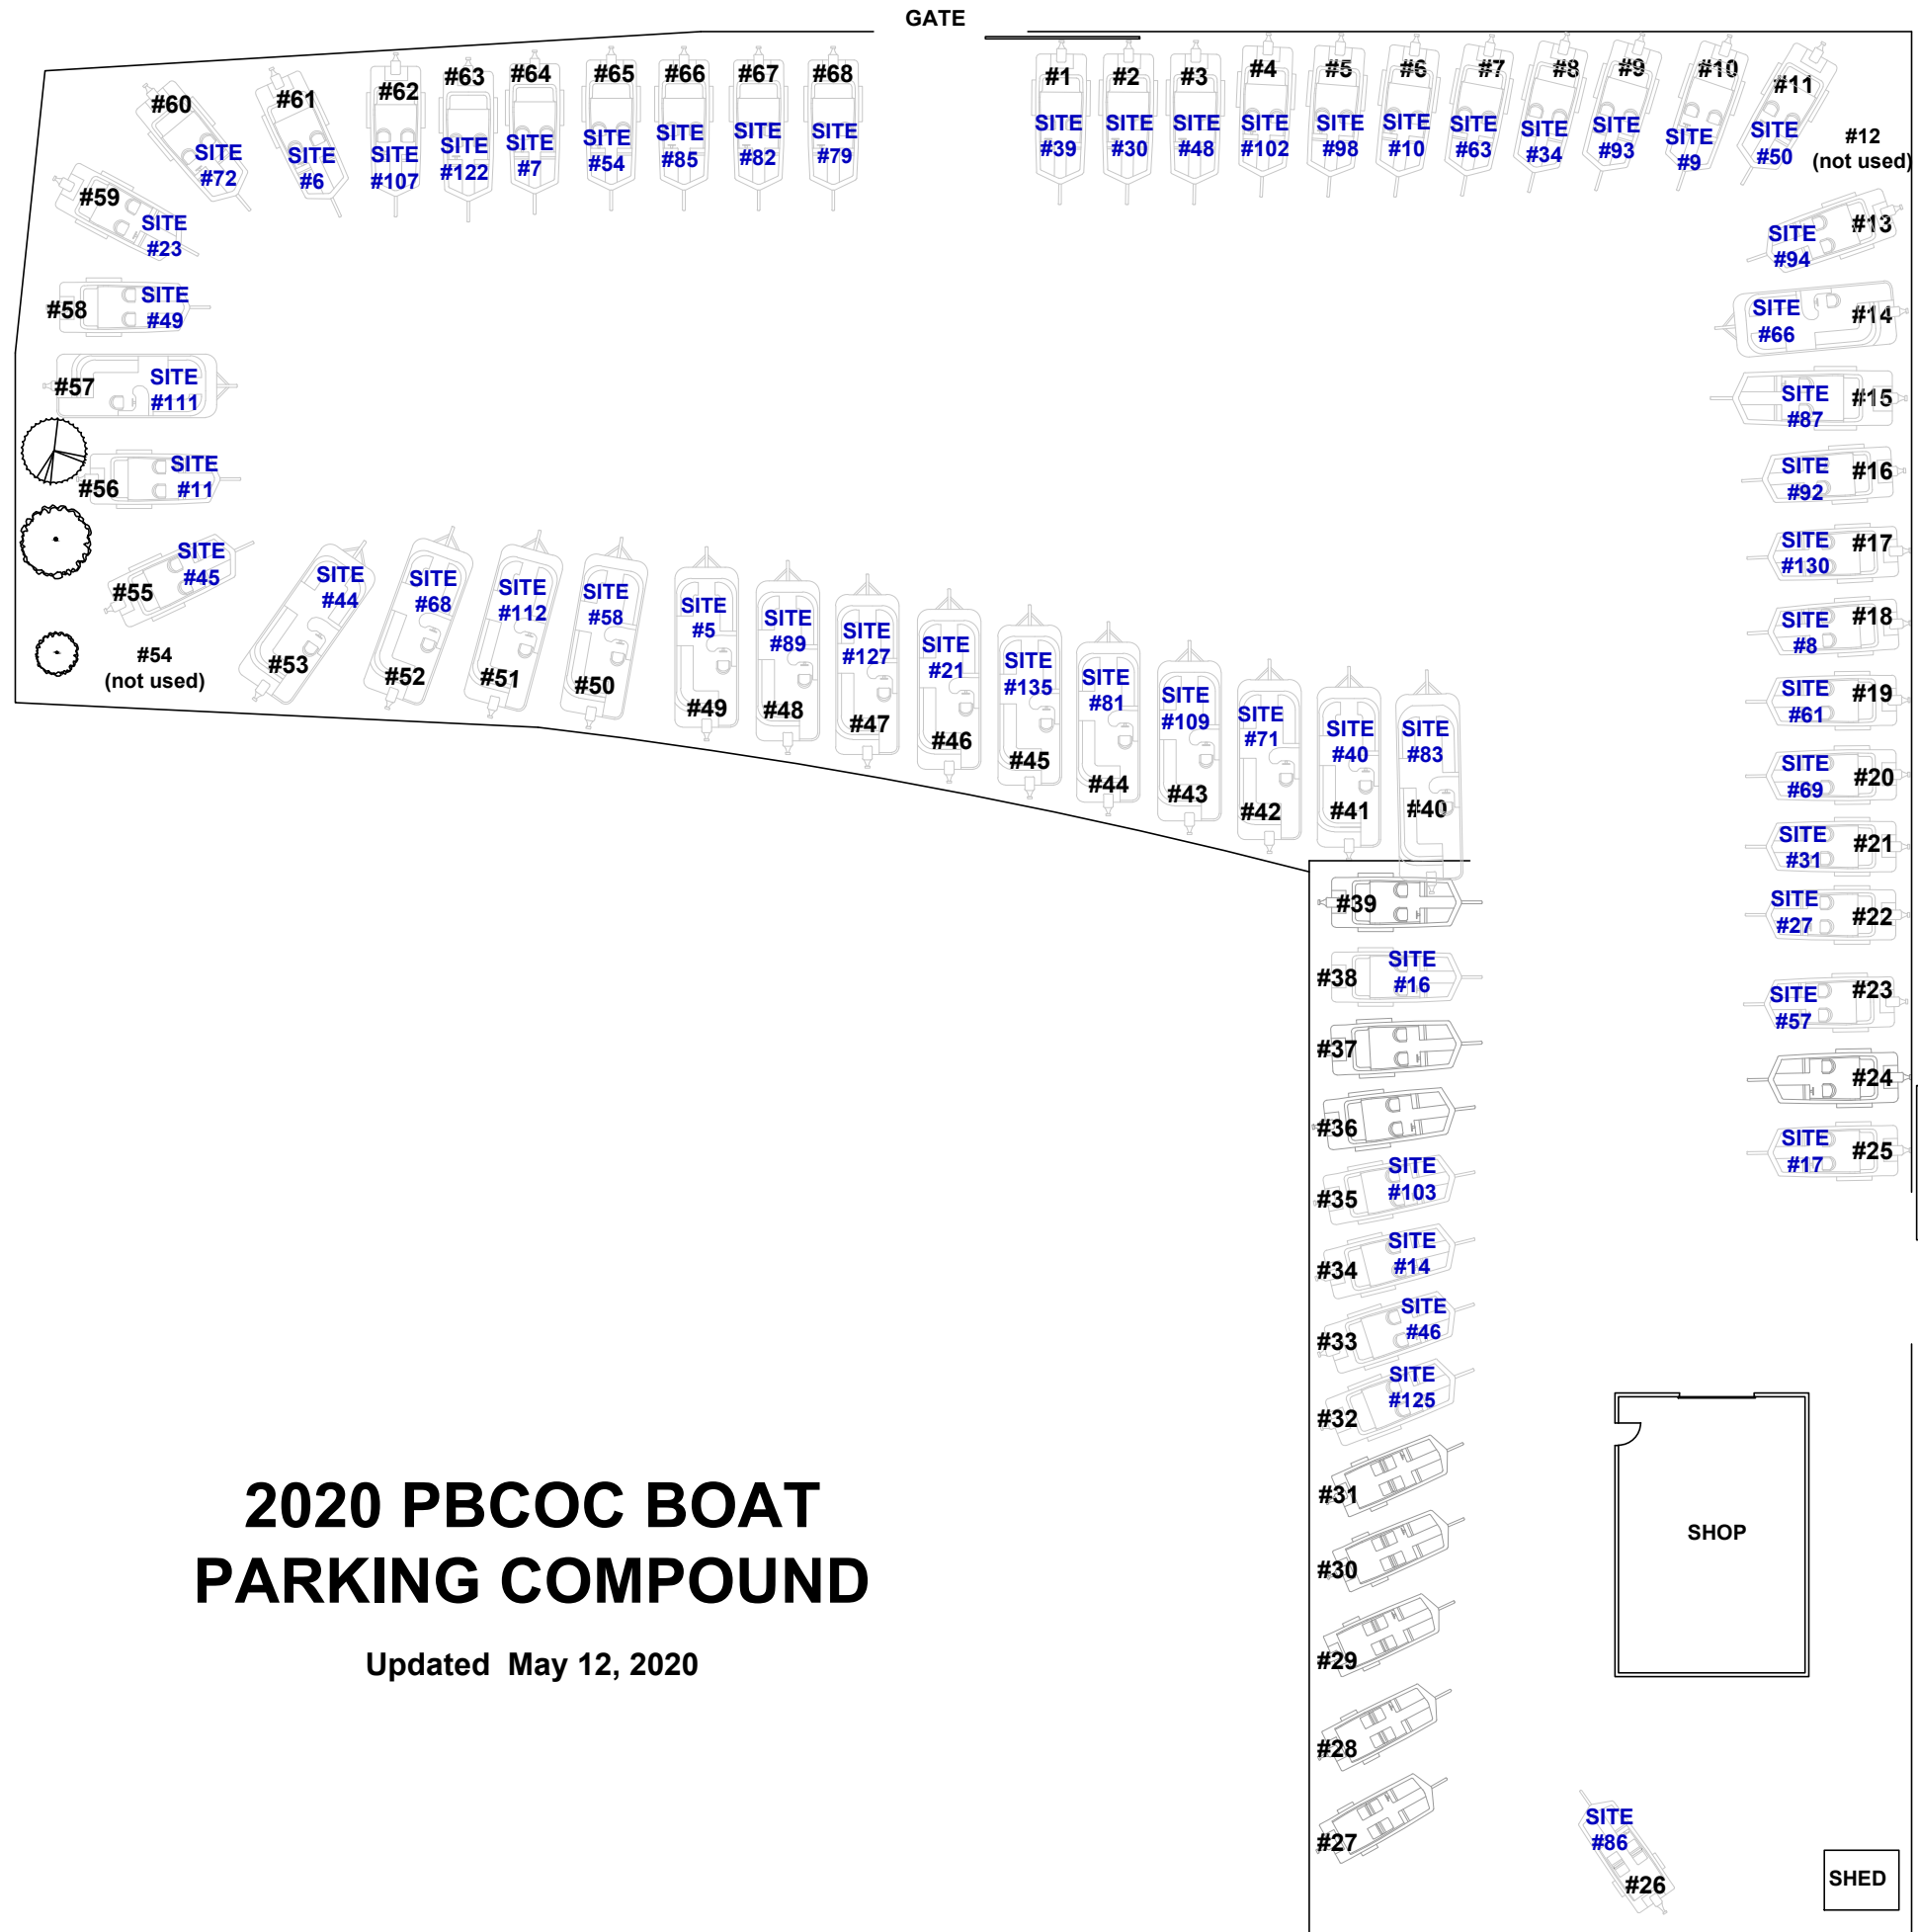 GATE
#60
SITE
#72
#61
SITE
#6
#62
SITE
#107
#63
SITE
#122
#64
SITE
#7
#65
SITE
#54
#66
SITE
#85
#67
SITE
#82
#68
SITE
#79
#1
SITE
#39
#2
SITE
#30
#3
SITE
#48
#4
SITE
#102
#5
SITE
#98
#6
SITE
#10
#7
SITE
#63
#8
SITE
#34
#9
SITE
#93
#10
SITE
#9
#11
SITE
#50
#12
(not used)
#13
SITE
#94
#14
SITE
#66
#15
SITE
#87
#16
SITE
#92
#17
SITE
#130
#18
SITE
#8
#19
SITE
#61
#20
SITE
#69
#21
SITE
#31
#22
SITE
#27
#23
SITE
#57
#24
#25
SITE
#17
#59
SITE
#23
#58
SITE
#49
#57
SITE
#111
#56
SITE
#11
#55
SITE
#45
#54
(not used)
SITE
#44
#53
SITE
#68
#52
SITE
#112
#51
SITE
#58
#50
SITE
#5
#49
SITE
#89
#48
SITE
#127
#47
SITE
#21
#46
SITE
#135
#45
SITE
#81
#44
SITE
#109
#43
SITE
#71
#42
SITE
#40
#41
SITE
#83
#40
#39
#38
SITE
#16
#37
#36
#35
SITE
#103
#34
SITE
#14
#33
SITE
#46
#32
SITE
#125
#31
#30
#29
#28
#27
SITE
#86
#26
SHOP
SHED
2020 PBCOC BOAT
PARKING COMPOUND
Updated May 12, 2020